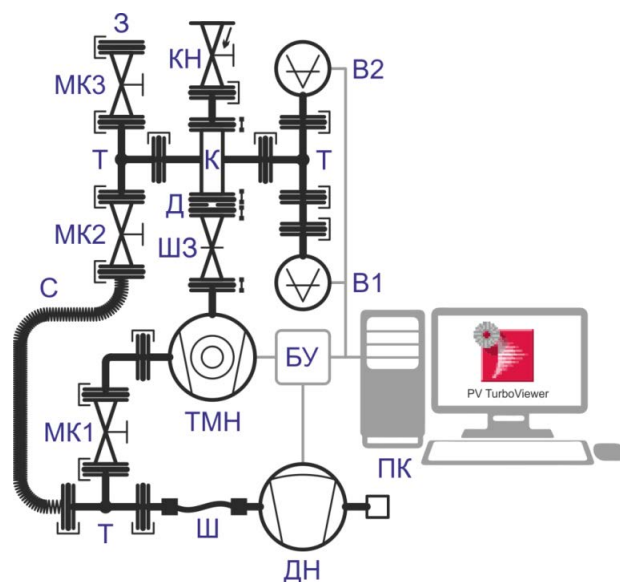 З
КН
В2
МК3
Т
К
Т
Д
МК2
ШЗ
С
В1
БУ
PV TurboViewer
ТМН
МК1
ПК
Т
Ш
ДН